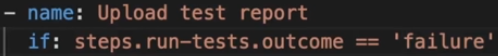 - name: Upload test report
if: steps.run-tests.outcome == 'failure'